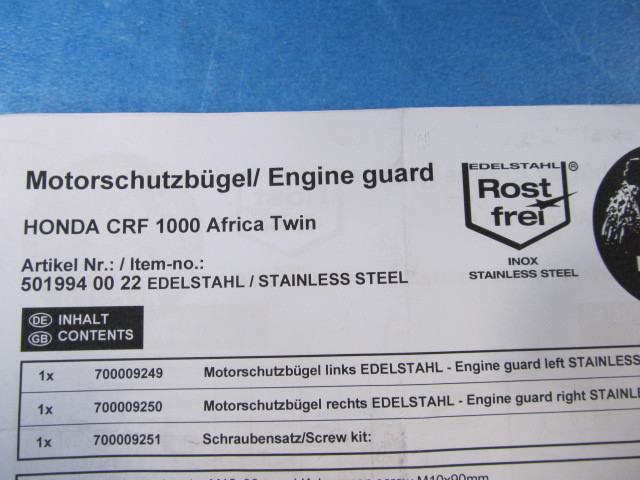 Motorschutzbügel/ Engine guard
HONDA CRF 1000 Africa Twin
Artikel Nr.: / Item-no.:
501994 00 22 EDELSTAHL / STAINLESS STEEL
EDELSTAHL ®
Rost
frei
INOX
STAINLESS STEEL
DE INHALT
GB CONTENTS
1x 700009249 Motorschutzbügel links EDELSTAHL - Engine guard left STAINLESS
1x 700009250 Motorschutzbügel rechts EDELSTAHL - Engine guard right STAINLE
1x 700009251 Schraubensatz/Screw kit:
M10x90mm